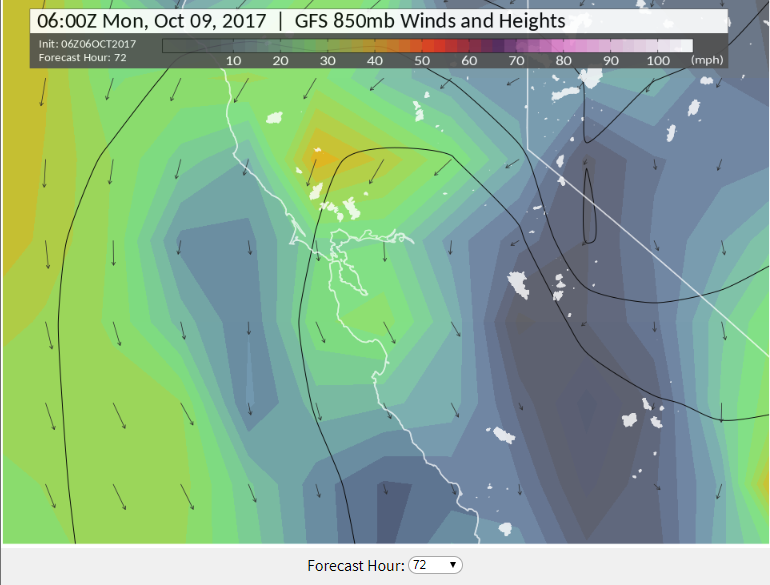 06:00Z Mon, Oct 09, 2017 | GFS 850mb Winds and Heights
Init: 06Z06OCT2017
Forecast Hour: 72
10 20 30 40 50 60 70 80 90 100 (mph)
Forecast Hour: 72